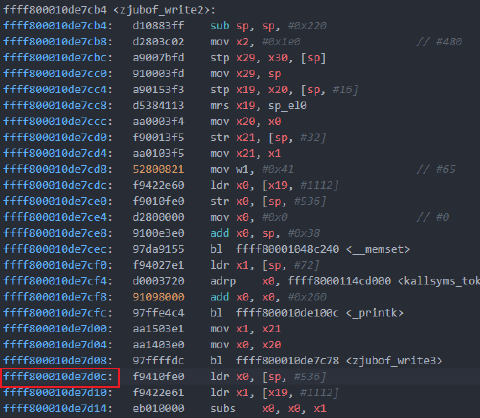 ffff800010de7cb4 <zjubof_write2>:
ffff800010de7cb4: d10883ff sub sp, sp, #0x220
ffff800010de7cb8: d2803c02 mov x2, #0x1e0 // #480
ffff800010de7cbc: a9007bfd stp x29, x30, [sp]
ffff800010de7cc0: 910003fd mov x29, sp
ffff800010de7cc4: a90153f3 stp x19, x20, [sp, #16]
ffff800010de7cc8: d5384113 mrs x19, sp_el0
ffff800010de7ccc: aa0003f4 mov x20, x0
ffff800010de7cd0: f90013f5 str x21, [sp, #32]
ffff800010de7cd4: aa0103f5 mov x21, x1
ffff800010de7cd8: 52800821 mov w1, #0x41 // #65
ffff800010de7cdc: f9422e60 ldr x0, [x19, #1112]
ffff800010de7ce0: f9010fe0 str x0, [sp, #536]
ffff800010de7ce4: d2800000 mov x0, #0x0 // #0
ffff800010de7ce8: 9100e3e0 add x0, sp, #0x38
ffff800010de7cec: 97da9155 bl ffff80001048c240 <__memset>
ffff800010de7cf0: f94027e1 ldr x1, [sp, #72]
ffff800010de7cf4: d0003720 adrp x0, ffff8000114cd000 <kallsyms_tok
ffff800010de7cf8: 91098000 add x0, x0, #0x260
ffff800010de7cfc: 97ffe4c4 bl ffff800010de100c <_printk>
ffff800010de7d00: aa1503e1 mov x1, x21
ffff800010de7d04: aa1403e0 mov x0, x20
ffff800010de7d08: 97ffffdc bl ffff800010de7c78 <zjubof_write3>
ffff800010de7d0c: f9410fe0 ldr x0, [sp, #536]
ffff800010de7d10: f9422e61 ldr x1, [x19, #1112]
ffff800010de7d14: eb010000 subs x0, x0, x1